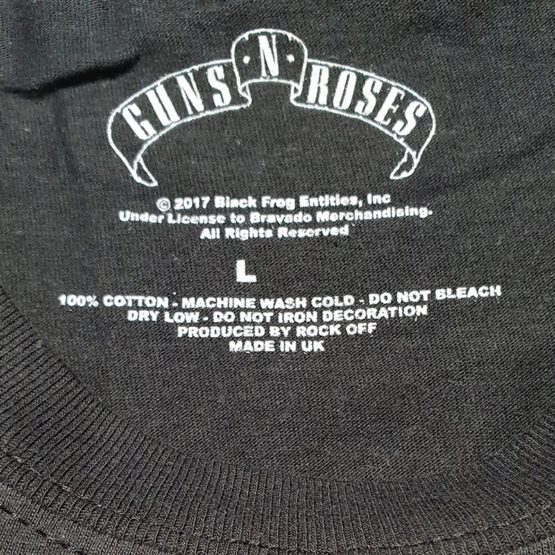 GUNS N' ROSES
© 2017 Black Frog Entities, Inc
Under License to Bravado Merchandising.
All Rights Reserved
L
100% COTTON - MACHINE WASH COLD - DO NOT BLEACH
DRY LOW - DO NOT IRON DECORATION
PRODUCED BY ROCK OFF
MADE IN UK